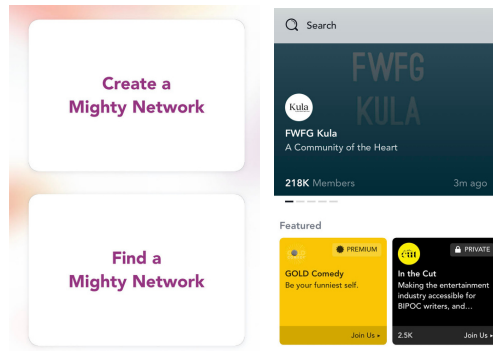 Create a
Mighty Network
Find a
Mighty Network
Search
FWFG
KULA
Kula
FWFG Kula
A Community of the Heart
218K Members
3m ago
Featured
PREMIUM
GOLD Comedy
Be your funniest self.
Join Us ▸
cut
PRIVATE
In the Cut
Making the entertainment
industry accessible for
BIPOC writers, and...
2.5K
Join Us ▸